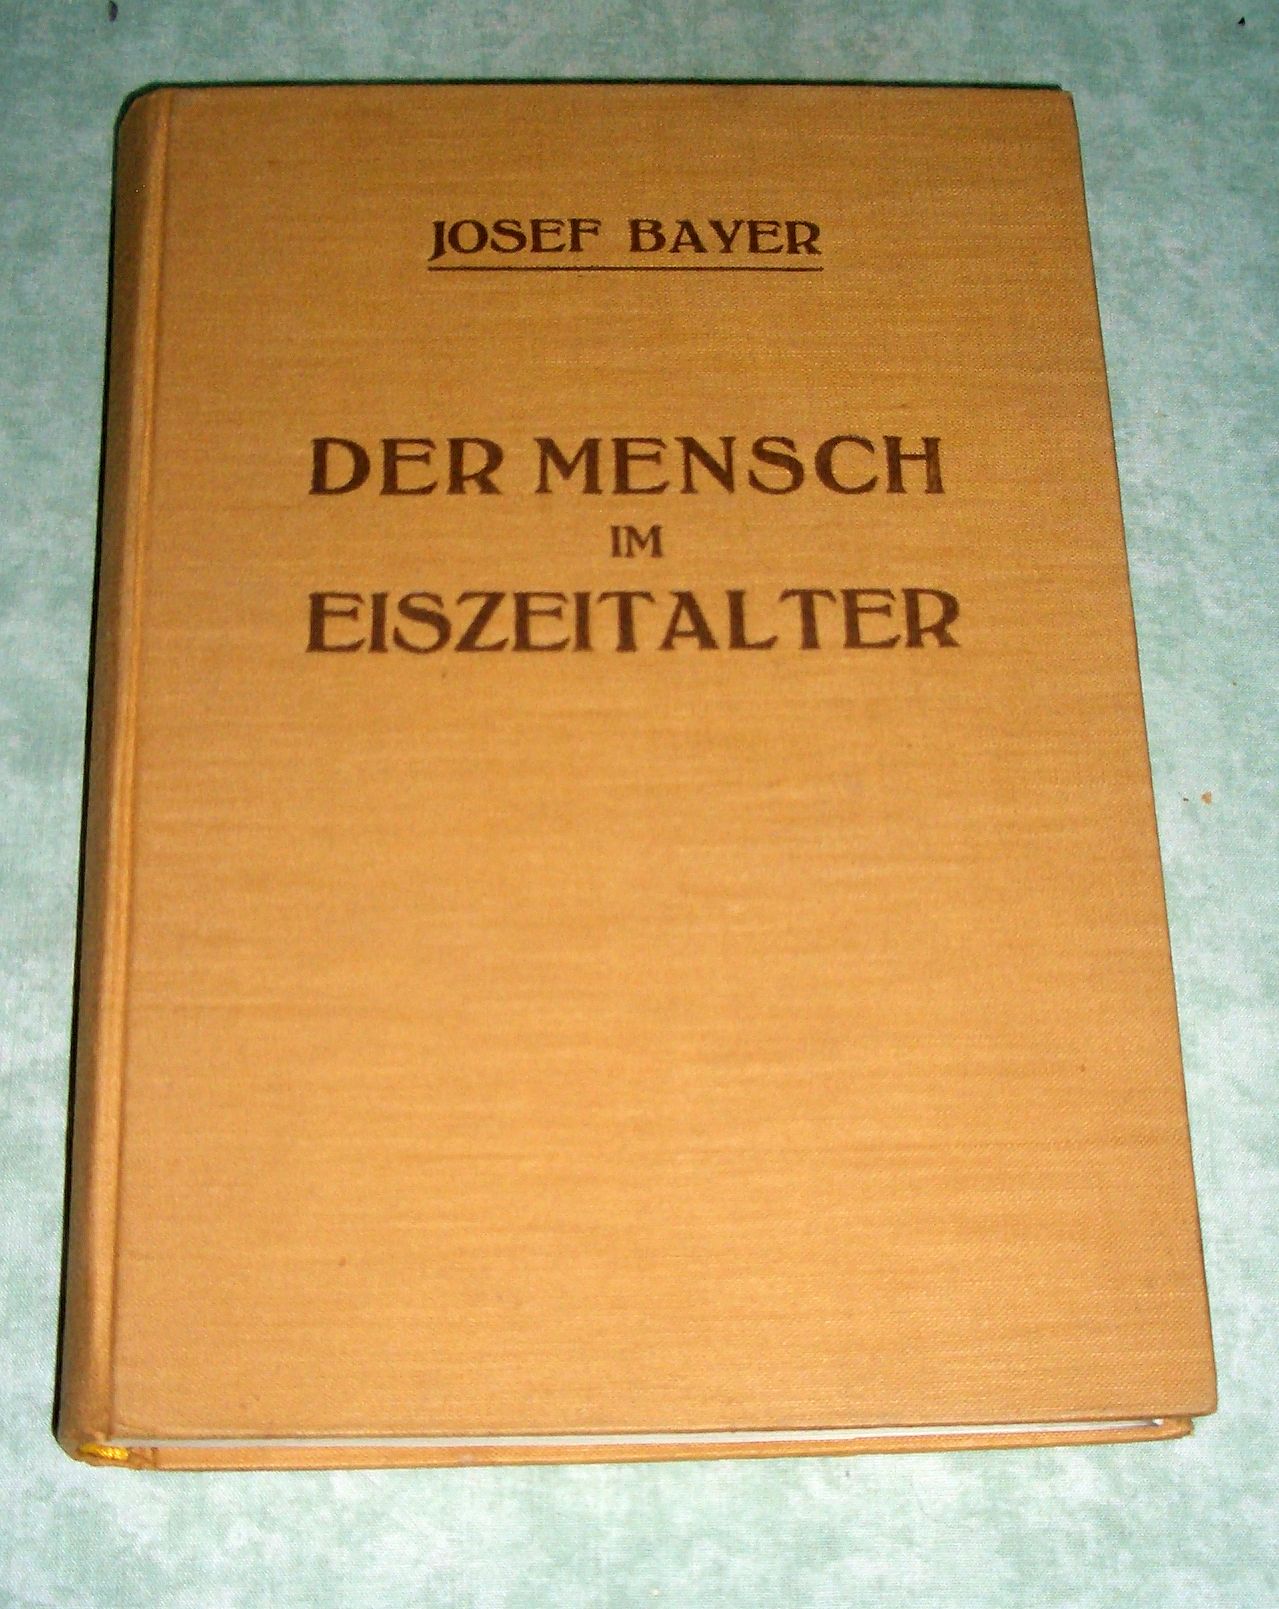 JOSEF BAYER
DER MENSCH
IM
EISZEITALTER